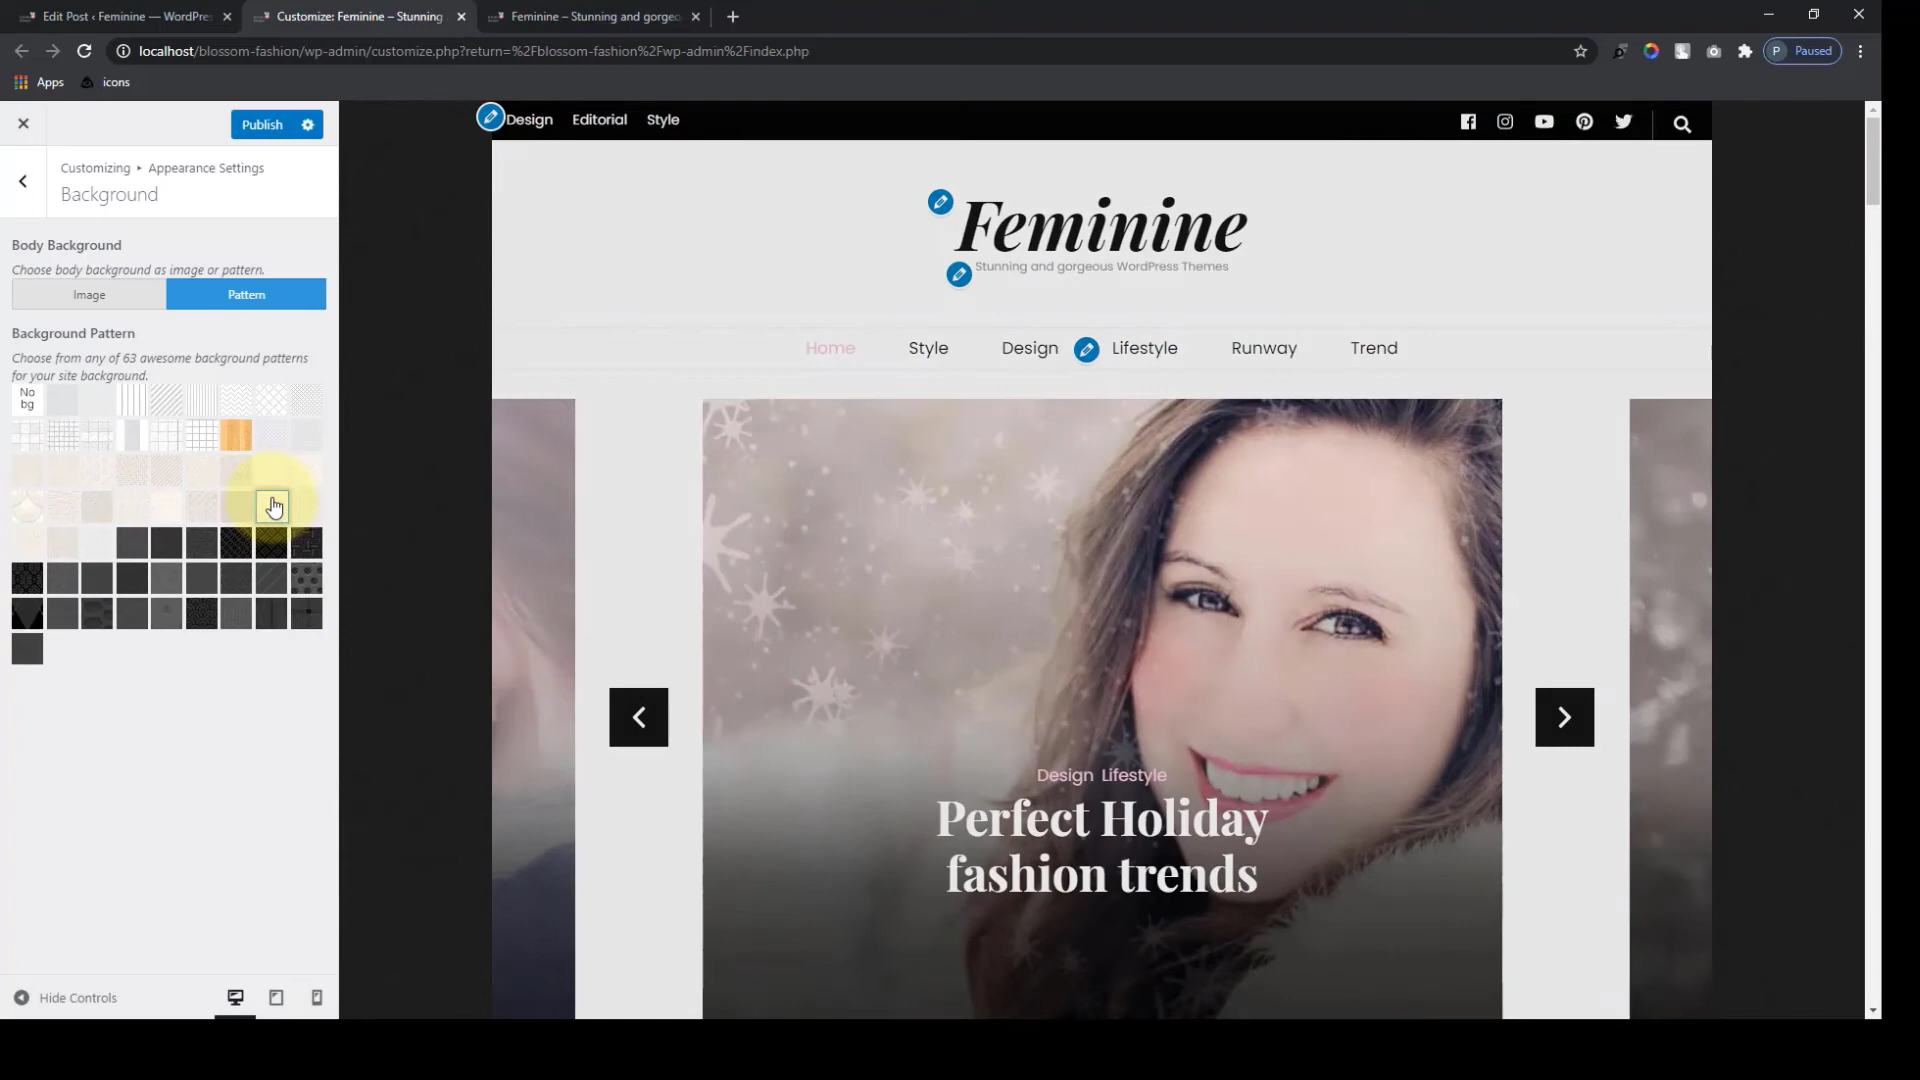 Edit Post ‹ Feminine — WordPre
Customize: Feminine – Stunning
Feminine – Stunning and gorgeo
localhost/blossom-fashion/wp-admin/customize.php?return=%2Fblossom-fashion%2Fwp-admin%2Findex.php
P Paused
Apps
icons
Publish
Customizing ▸ Appearance Settings
Background
Body Background
Choose body background as image or pattern.
Image
Pattern
Background Pattern
Choose from any of 63 awesome background patterns
for your site background.
No
bg
Hide Controls
Design Editorial Style
Feminine
Stunning and gorgeous WordPress Themes
Home Style Design Lifestyle Runway Trend
Design Lifestyle
Perfect Holiday
fashion trends